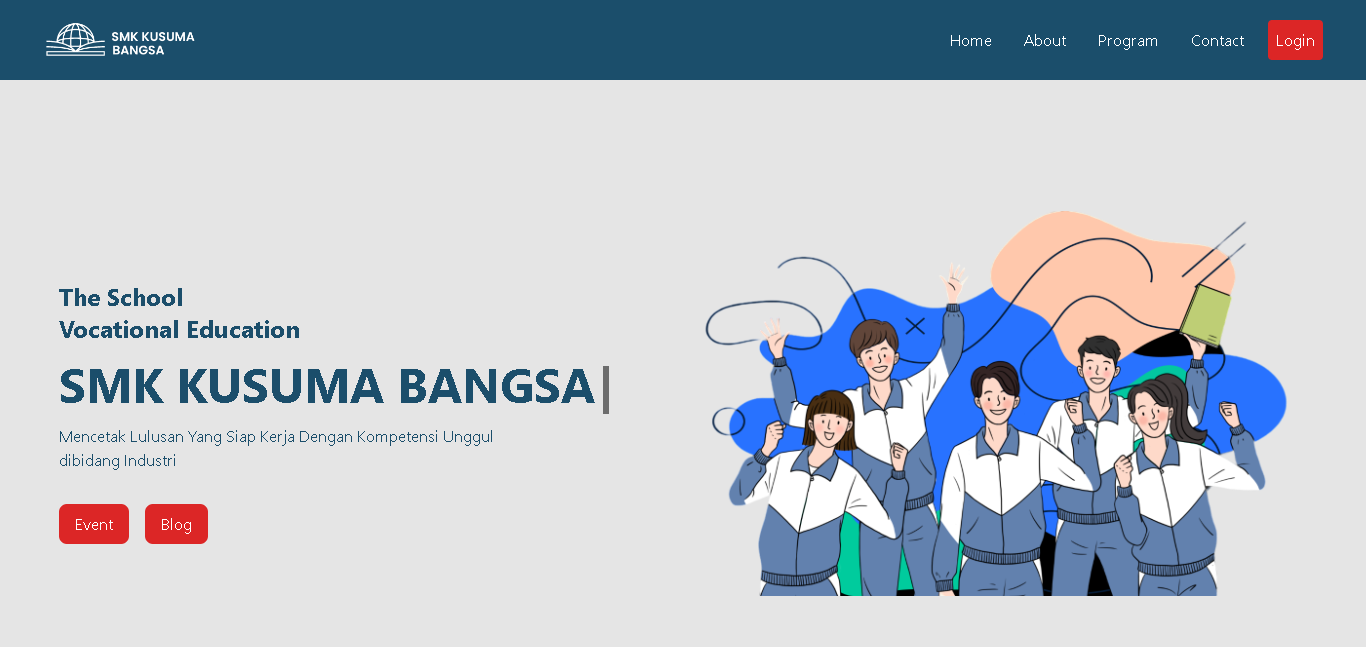 SMK KUSUMA
BANGSA
Home About Program Contact Login
The School
Vocational Education
SMK KUSUMA BANGSA|
Mencetak Lulusan Yang Siap Kerja Dengan Kompetensi Unggul
dibidang Industri
Event Blog